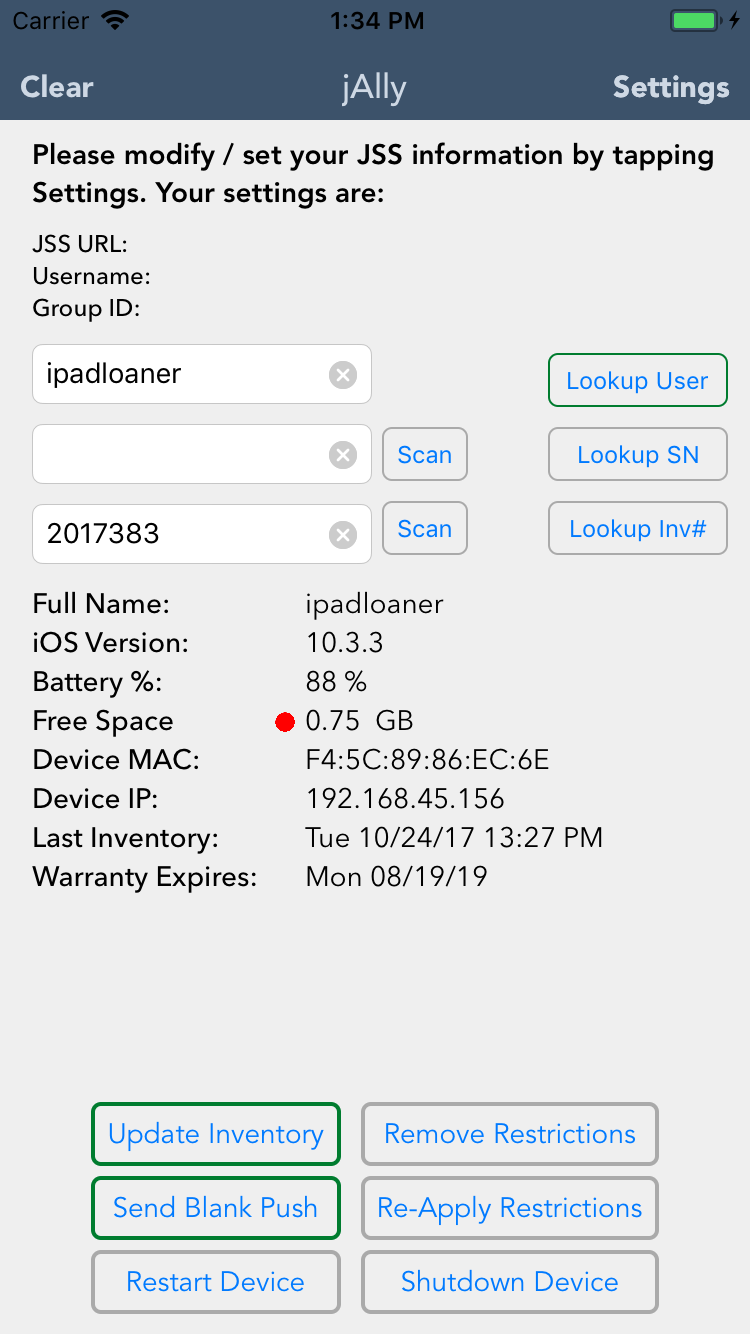 Carrier 1:34 PM
Clear jAlly Settings
Please modify / set your JSS information by tapping
Settings. Your settings are:
JSS URL:
Username:
Group ID:
ipadloaner Lookup User
Scan Lookup SN
2017383 Scan Lookup Inv#
Full Name: ipadloaner
iOS Version: 10.3.3
Battery %: 88 %
Free Space 0.75 GB
Device MAC: F4:5C:89:86:EC:6E
Device IP: 192.168.45.156
Last Inventory: Tue 10/24/17 13:27 PM
Warranty Expires: Mon 08/19/19
Update Inventory Remove Restrictions
Send Blank Push Re-Apply Restrictions
Restart Device Shutdown Device